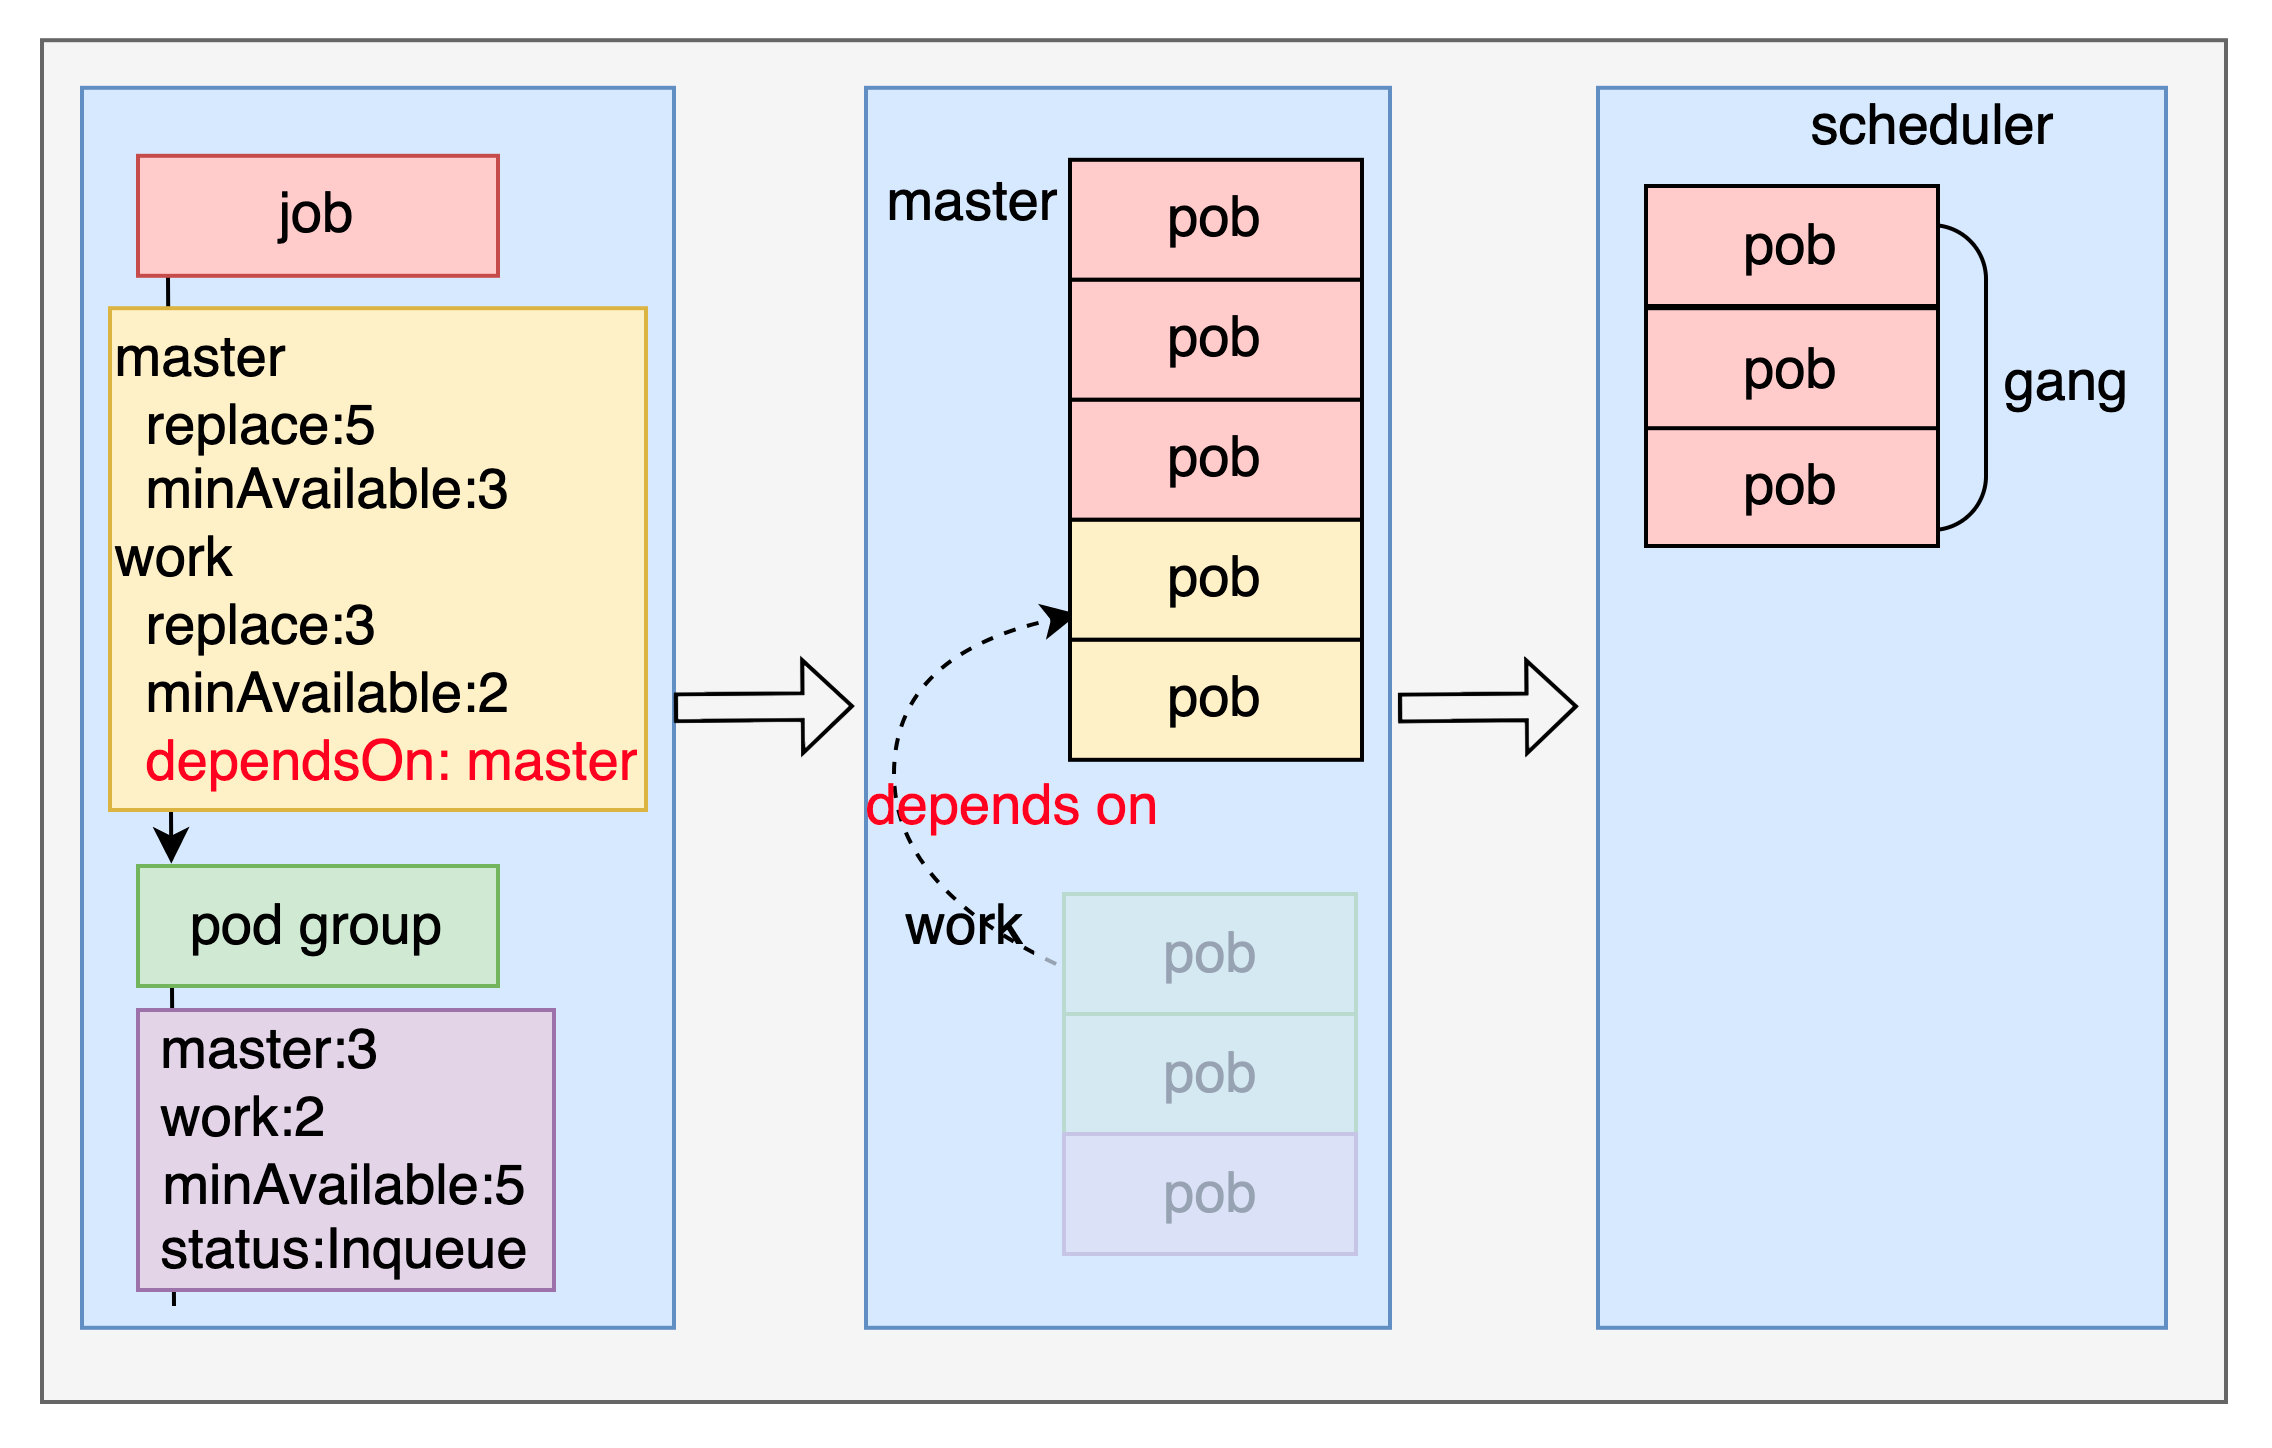 job
master
replace:5
minAvailable:3
work
replace:3
minAvailable:2
dependsOn: master
pod group
master:3
work:2
minAvailable:5
status:Inqueue
master
pob
pob
pob
pob
pob
depends on
work
pob
pob
pob
scheduler
pob
pob
pob
gang